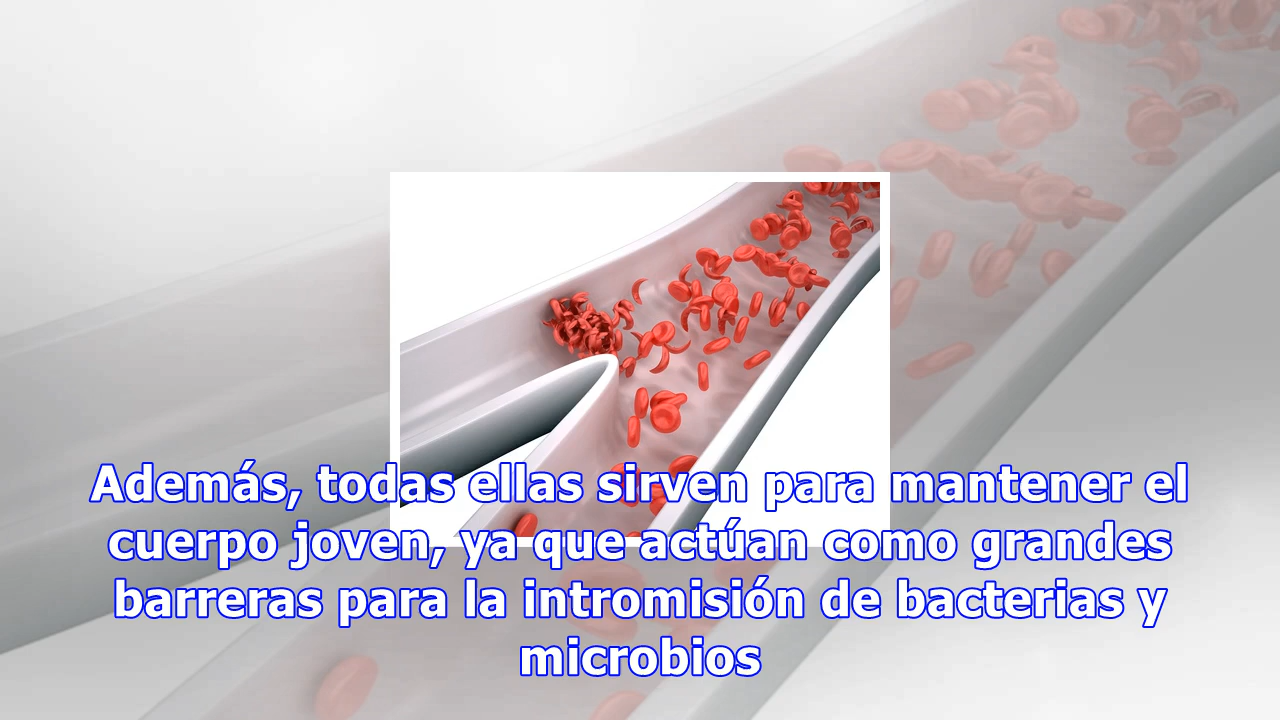 Además, todas ellas sirven para mantener el
cuerpo joven, ya que actúan como grandes
barreras para la intromisión de bacterias y
microbios